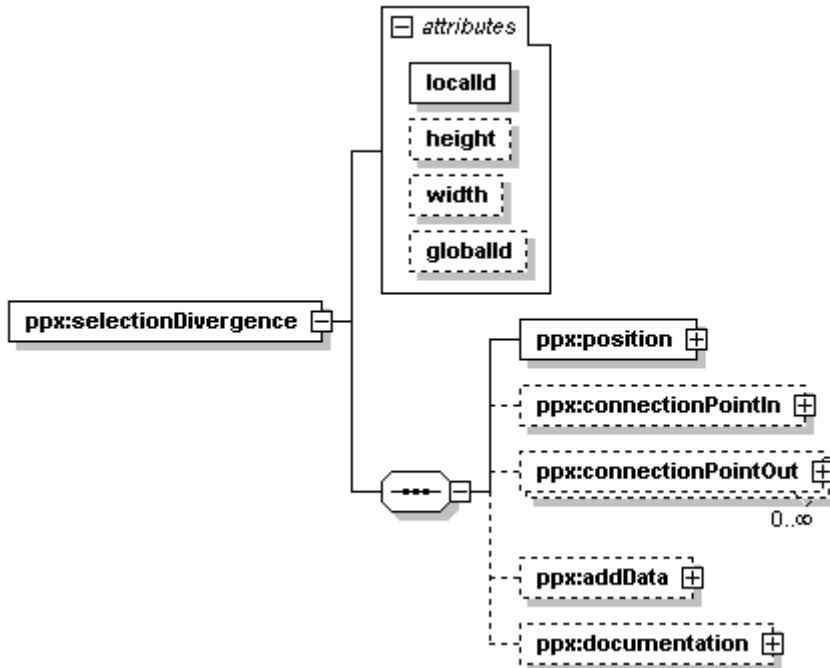 attributes
localId
height
width
globalId
ppx:selectionDivergence
ppx:position
ppx:connectionPointIn
ppx:connectionPointOut
0..∞
ppx:addData
ppx:documentation